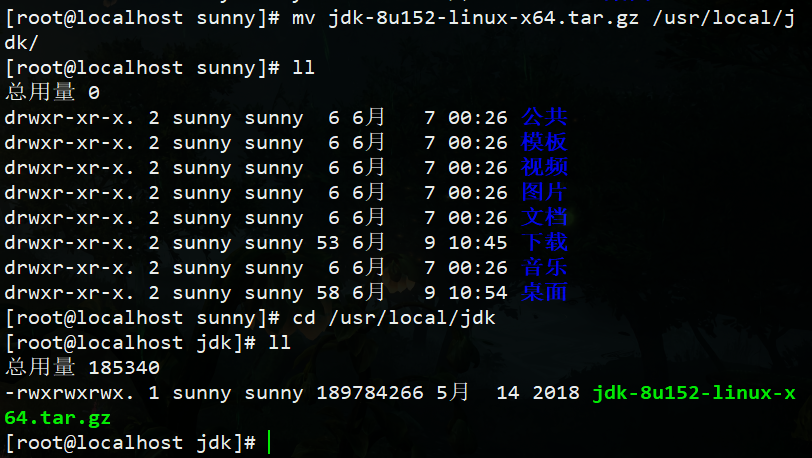 [root@localhost sunny]# mv jdk-8u152-linux-x64.tar.gz /usr/local/j
dk/
[root@localhost sunny]# ll
总用量 0
drwxr-xr-x. 2 sunny sunny  6 6月   7 00:26 公共
drwxr-xr-x. 2 sunny sunny  6 6月   7 00:26 模板
drwxr-xr-x. 2 sunny sunny  6 6月   7 00:26 视频
drwxr-xr-x. 2 sunny sunny  6 6月   7 00:26 图片
drwxr-xr-x. 2 sunny sunny  6 6月   7 00:26 文档
drwxr-xr-x. 2 sunny sunny 53 6月   9 10:45 下载
drwxr-xr-x. 2 sunny sunny  6 6月   7 00:26 音乐
drwxr-xr-x. 2 sunny sunny 58 6月   9 10:54 桌面
[root@localhost sunny]# cd /usr/local/jdk
[root@localhost jdk]# ll
总用量 185340
-rwxrwxrwx. 1 sunny sunny 189784266 5月  14 2018 jdk-8u152-linux-x
64.tar.gz
[root@localhost jdk]#